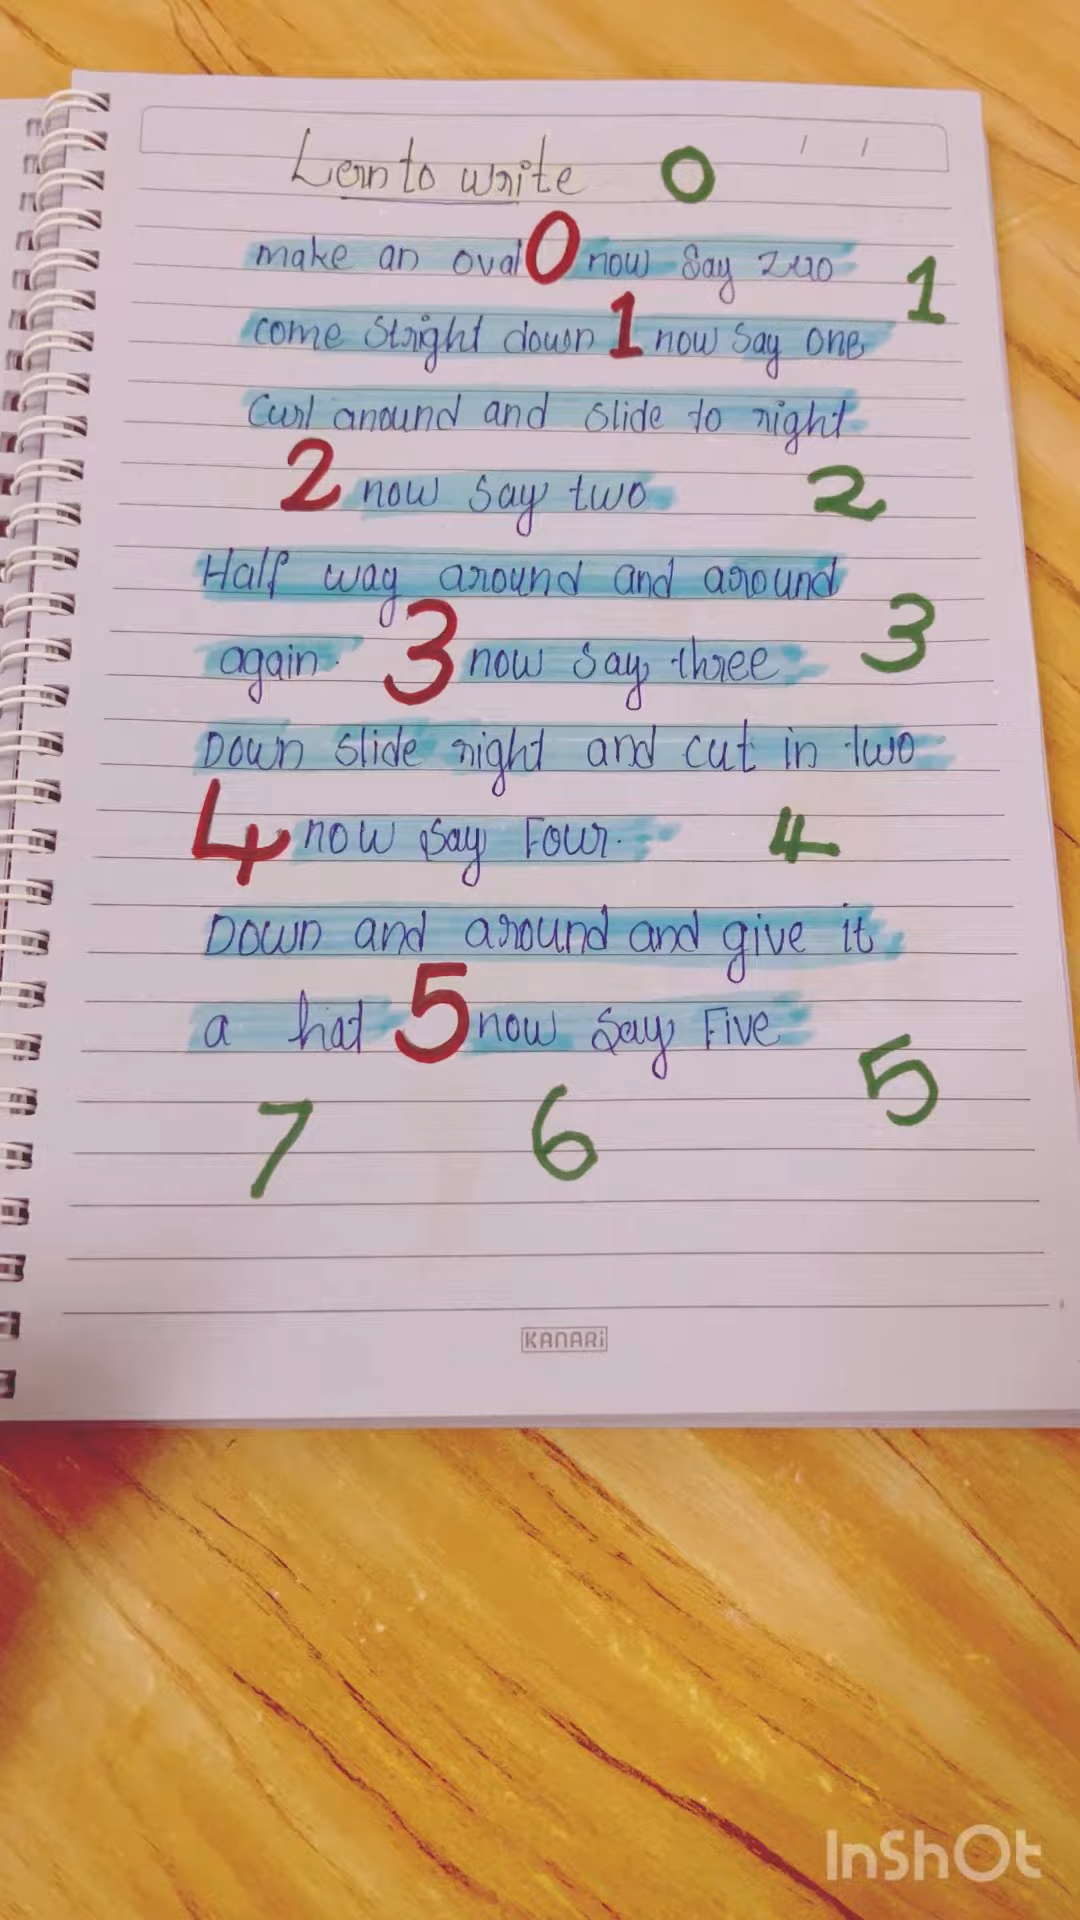 Lern to write 0
make an oval 0 now say zero
1
come stright down 1 now say one
Curl around and slide to right
2 now say two 2
Half way around and around
3
again. 3 now say three
Down slide right and cut in two
4 now say Four. 4
Down and around and give it
a hat 5 now say Five
5
7 6
KANARi
InShOt